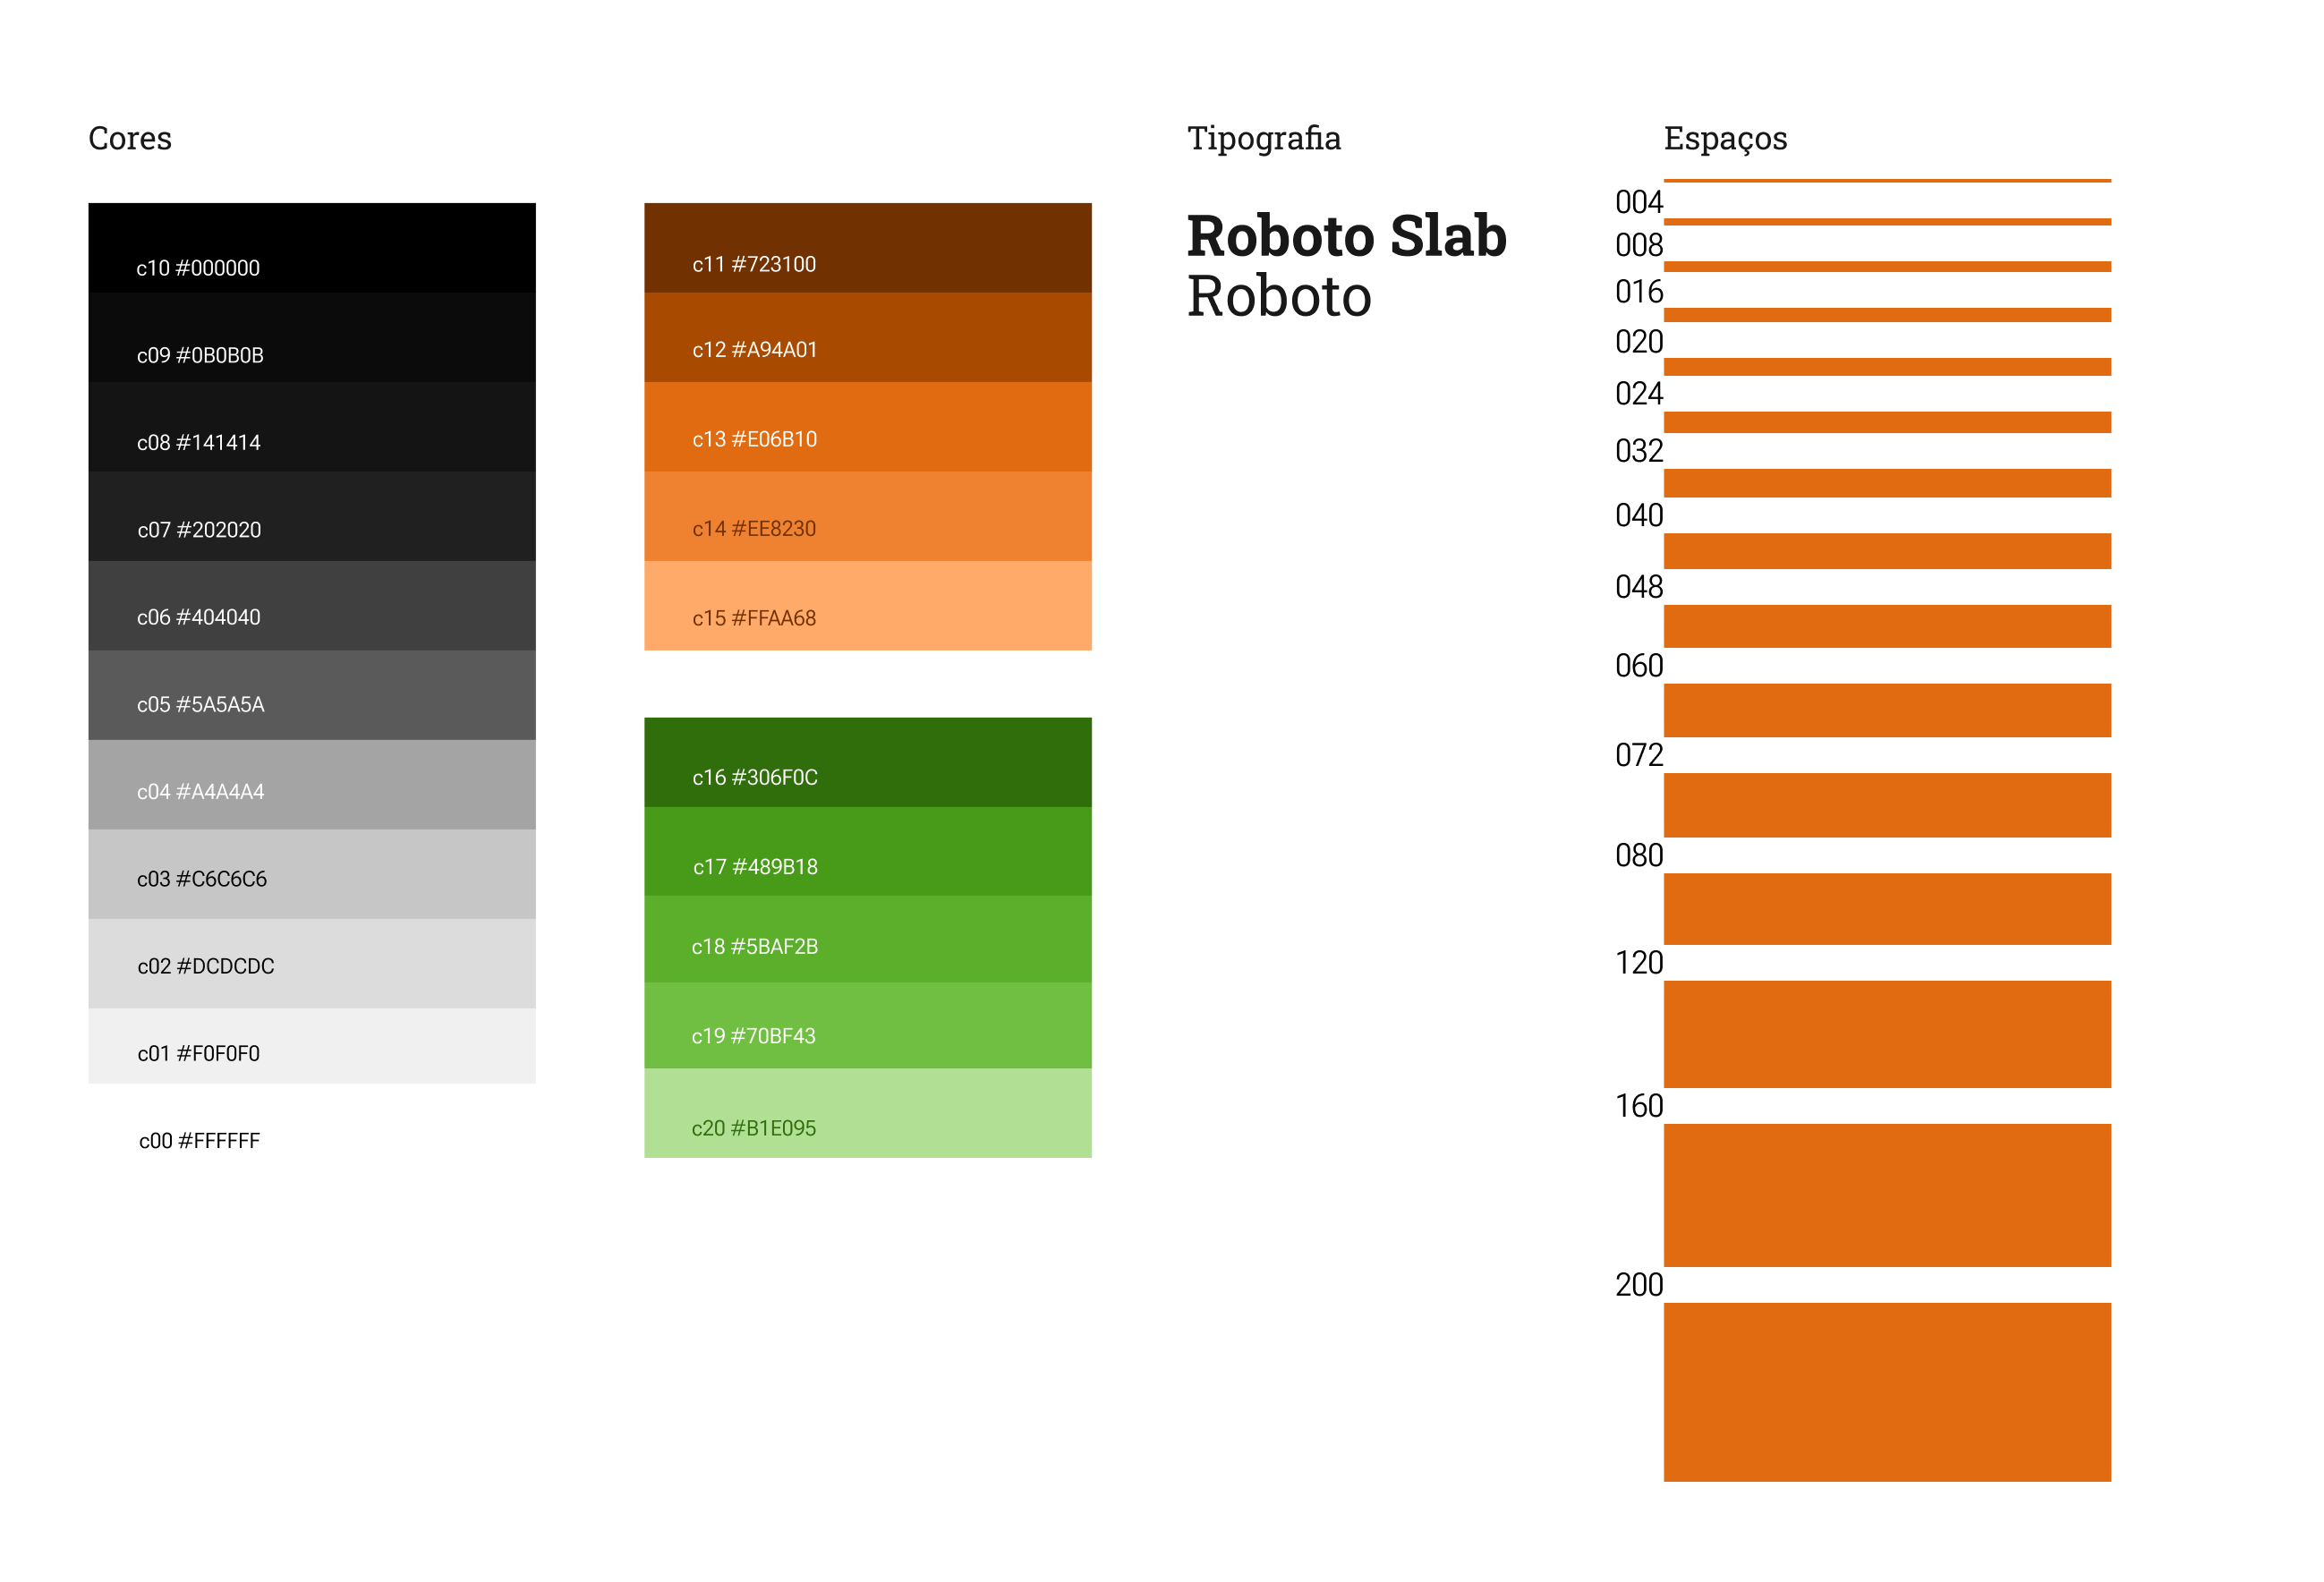 Cores
c10 #000000
c09 #0B0B0B
c08 #141414
c07 #202020
c06 #404040
c05 #5A5A5A
c04 #A4A4A4
c03 #C6C6C6
c02 #DCDCDC
c01 #F0F0F0
c00 #FFFFFF
c11 #723100
c12 #A94A01
c13 #E06B10
c14 #EE8230
c15 #FFAA68
c16 #306F0C
c17 #489B18
c18 #5BAF2B
c19 #70BF43
c20 #B1E095
Tipografia
Roboto Slab
Roboto
Espaços
004
008
016
020
024
032
040
048
060
072
080
120
160
200